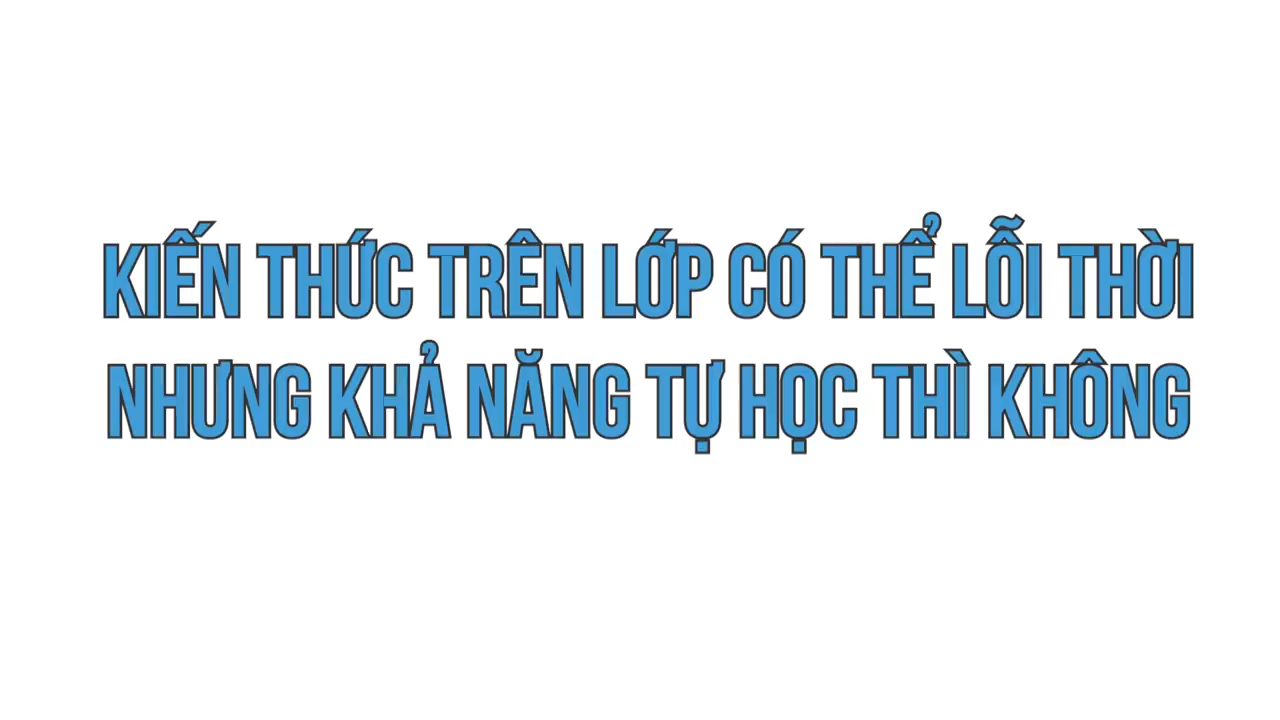 KIẾN THỨC TRÊN LỚP CÓ THỂ LỖI THỜI
NHƯNG KHẢ NĂNG TỰ HỌC THÌ KHÔNG